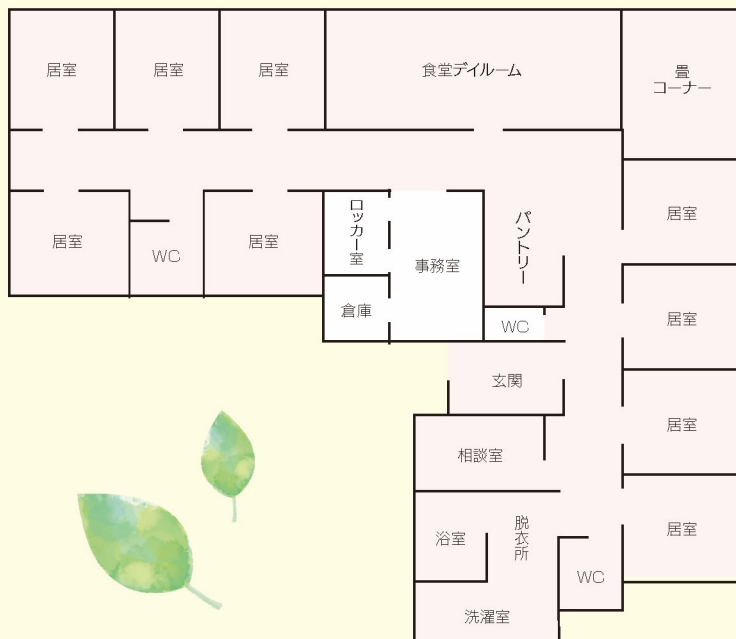 居室
居室
居室
食堂デイルーム
畳
コーナー
居室
WC
居室
ロッカー室
倉庫
事務室
パントリー
WC
居室
居室
玄関
居室
相談室
浴室
脱衣所
居室
WC
洗濯室